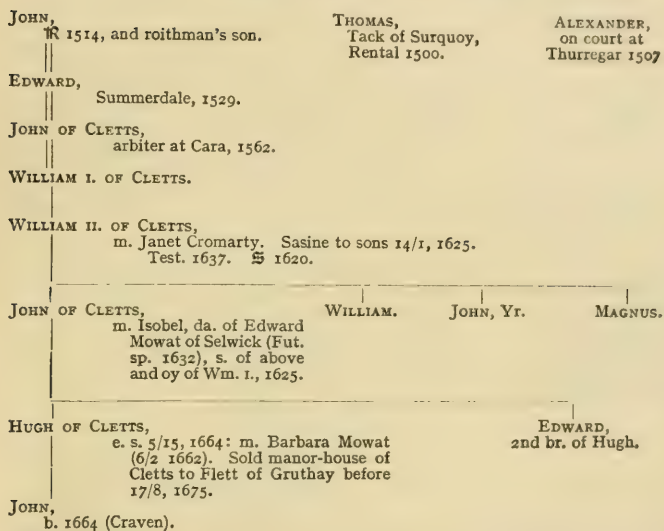 JOHN,
R 1514, and roithman's son.
THOMAS,
Tack of Surquoy,
Rental 1500.
ALEXANDER,
on court at
Thurregar 1507
EDWARD,
Summerdale, 1529.
JOHN OF CLETTS,
arbiter at Cara, 1562.
WILLIAM I. OF CLETTS.
WILLIAM II. OF CLETTS,
m. Janet Cromarty. Sasine to sons 14/1, 1625.
Test. 1637. S 1620.
JOHN OF CLETTS,
m. Isobel, da. of Edward
Mowat of Selwick (Fut.
sp. 1632), s. of above
and oy of Wm. I., 1625.
WILLIAM.
JOHN, Yr.
MAGNUS.
HUGH OF CLETTS,
e. s. 5/15, 1664: m. Barbara Mowat
(6/2 1662). Sold manor-house of
Cletts to Flett of Gruthay before
17/8, 1675.
EDWARD,
2nd br. of Hugh.
JOHN,
b. 1664 (Craven).